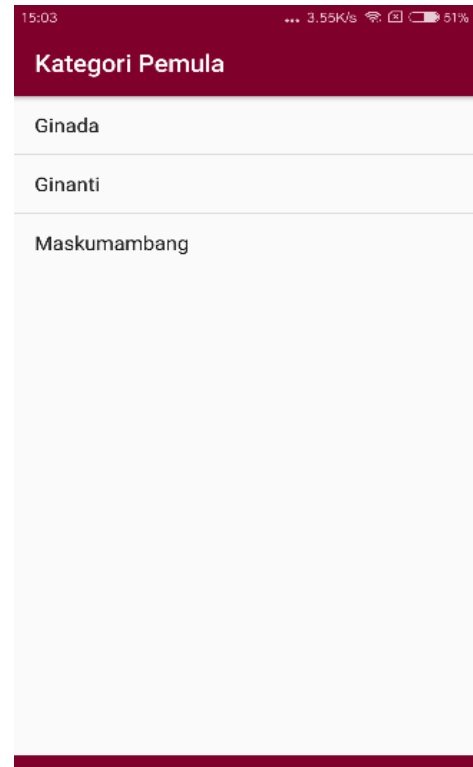 15:03 ... 3.55K/s 51%
Kategori Pemula
Ginada
Ginanti
Maskumambang